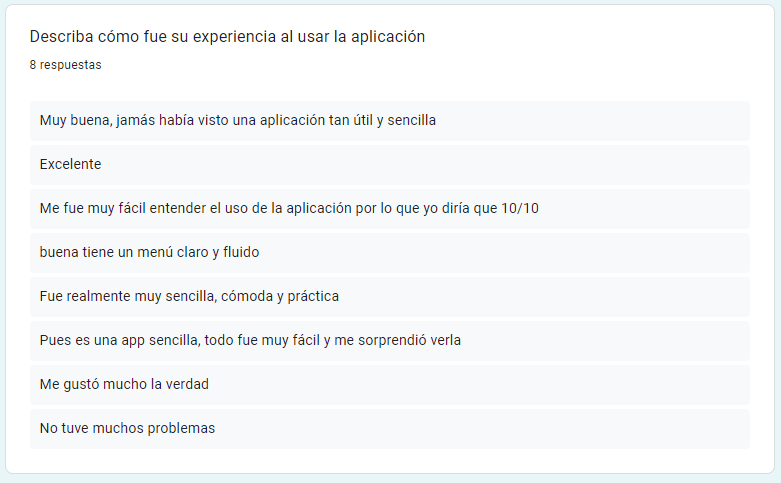 Describa cómo fue su experiencia al usar la aplicación
8 respuestas
Muy buena, jamás había visto una aplicación tan útil y sencilla
Excelente
Me fue muy fácil entender el uso de la aplicación por lo que yo diría que 10/10
buena tiene un menú claro y fluido
Fue realmente muy sencilla, cómoda y práctica
Pues es una app sencilla, todo fue muy fácil y me sorprendió verla
Me gustó mucho la verdad
No tuve muchos problemas